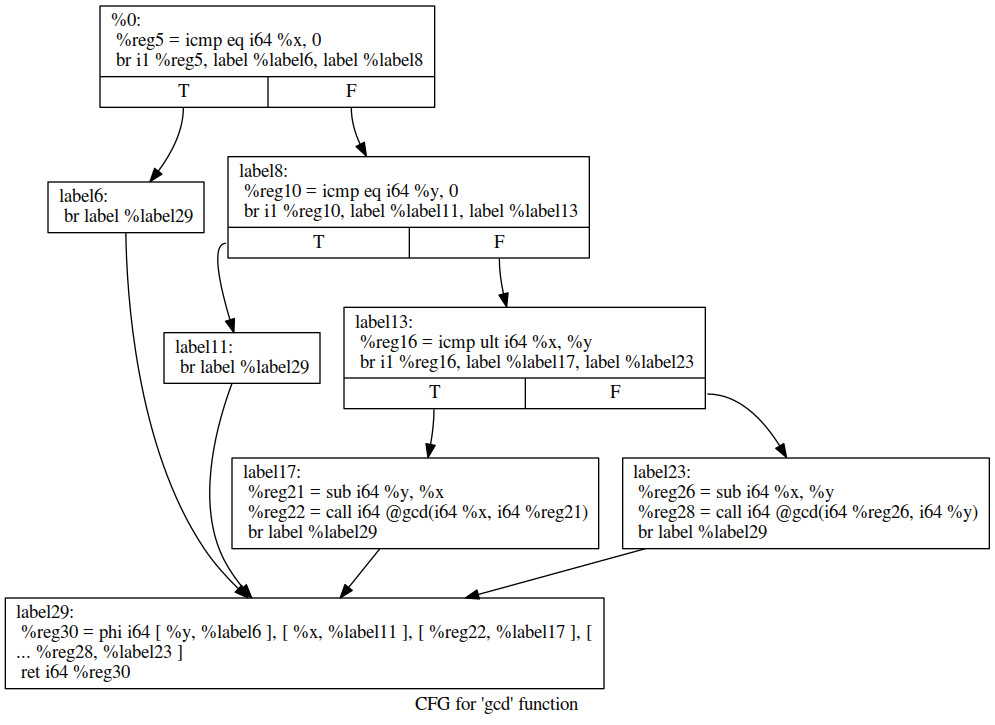 %0:
%reg5 = icmp eq i64 %x, 0
br i1 %reg5, label %label6, label %label8
T
F
label6:
br label %label29
label8:
%reg10 = icmp eq i64 %y, 0
br i1 %reg10, label %label11, label %label13
T
F
label11:
br label %label29
label13:
%reg16 = icmp ult i64 %x, %y
br i1 %reg16, label %label17, label %label23
T
F
label17:
%reg21 = sub i64 %y, %x
%reg22 = call i64 @gcd(i64 %x, i64 %reg21)
br label %label29
label23:
%reg26 = sub i64 %x, %y
%reg28 = call i64 @gcd(i64 %reg26, i64 %y)
br label %label29
label29:
%reg30 = phi i64 [ %y, %label6 ], [ %x, %label11 ], [ %reg22, %label17 ], [
... %reg28, %label23 ]
ret i64 %reg30
CFG for 'gcd' function